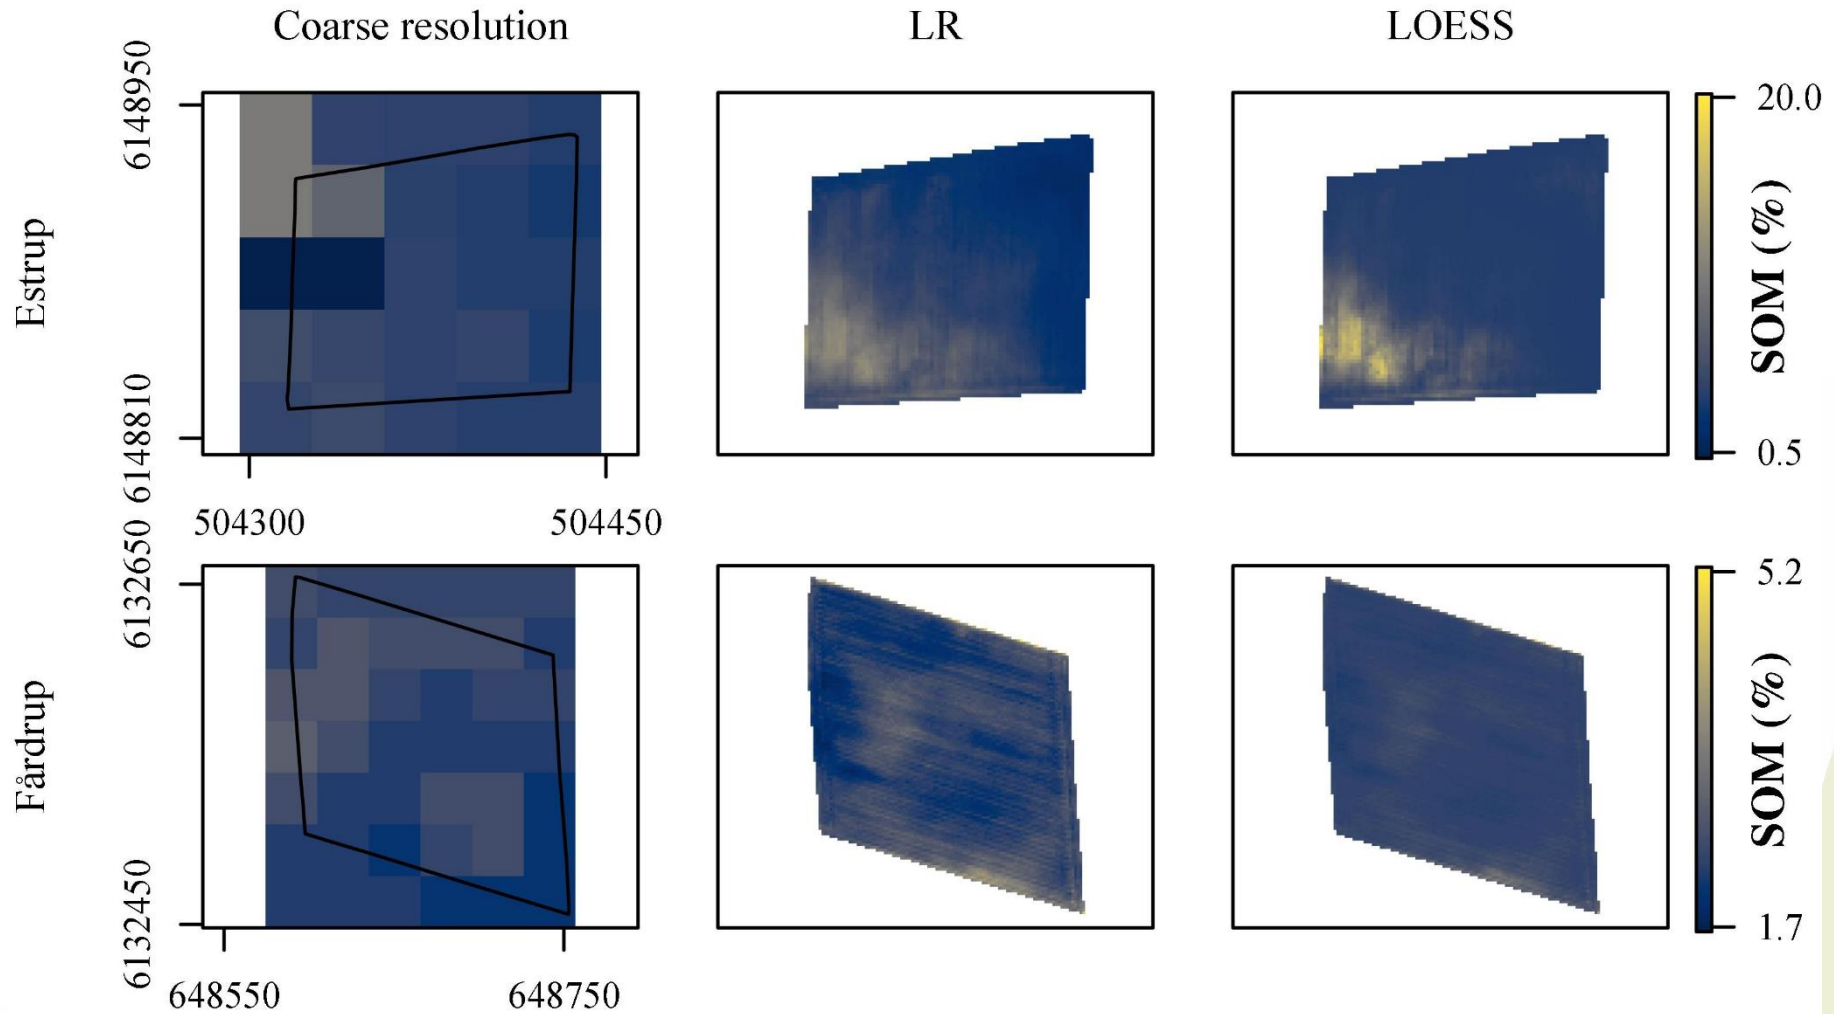 Coarse resolution
LR
LOESS
Estrup
6148950
6148810
504300
504450
20.0
SOM (%)
0.5
Fårdrup
6132650
6132450
648550
648750
5.2
SOM (%)
1.7